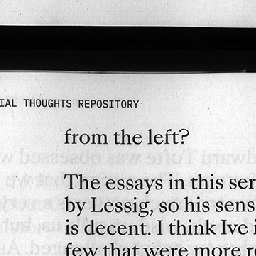 IAL THOUGHTS REPOSITORY
from the left?
The essays in this ser
by Lessig, so his sens
is decent. I think Ive i
few that were more r